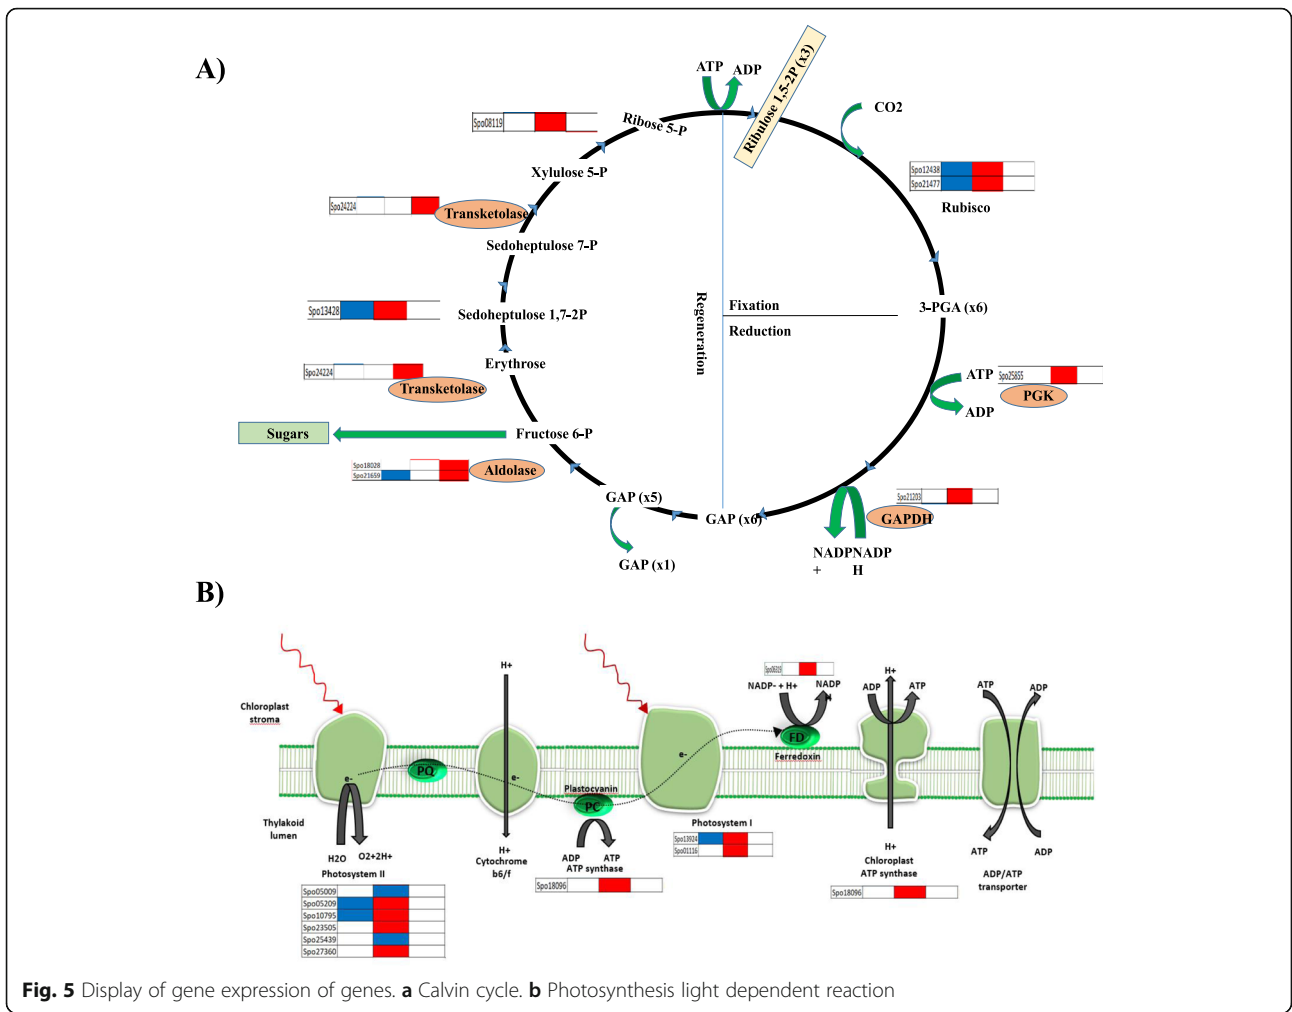 A)
ATP
ADP
Ribulose 1,5-2P (x3)
CO2
Spo08119
Ribose 5-P
Xylulose 5-P
Spo12438
Spo21477
Rubisco
Spo24224
Transketolase
Sedoheptulose 7-P
Regeneration
Fixation
Reduction
3-PGA (x6)
Spo13428
Sedoheptulose 1,7-2P
Erythrose
Spo24224
Transketolase
ATP
ADP
Spo25855
PGK
Sugars
Fructose 6-P
Spo18028
Spo21659
Aldolase
GAP (x5)
GAP (x6)
GAP (x1)
Spo21203
GAPDH
NADPNADP
+ H
B)
Chloroplast
stroma
Thylakoid
lumen
e-
H2O
O2+2H+
Photosystem II
Spo05009
Spo05209
Spo10795
Spo23505
Spo25439
Spo27360
PQ
H+
e-
H+
Cytochrome
b6/f
Plastocyanin
PC
ADP
ATP
ATP synthase
Spo18096
e-
Photosystem I
Spo13924
Spo01116
NADP- + H+
NADP
FD
Ferredoxin
H+
ADP
ATP
H+
Chloroplast
ATP synthase
Spo18096
ATP
ADP
ATP
ADP
ADP/ATP
transporter
Fig. 5 Display of gene expression of genes. a Calvin cycle. b Photosynthesis light dependent reaction